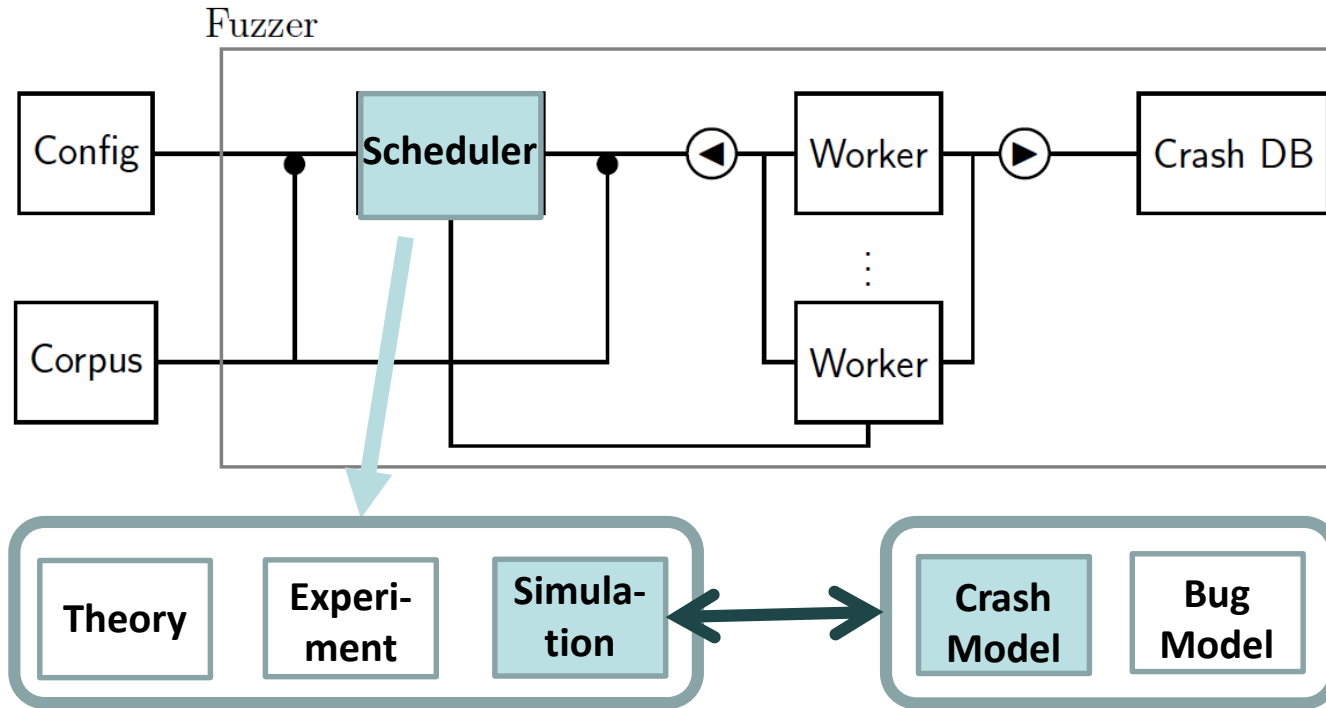 Fuzzer
Config
Scheduler
Worker
Crash DB
⋮
Corpus
Worker
Theory
Experi-
ment
Simula-
tion
Crash
Model
Bug
Model